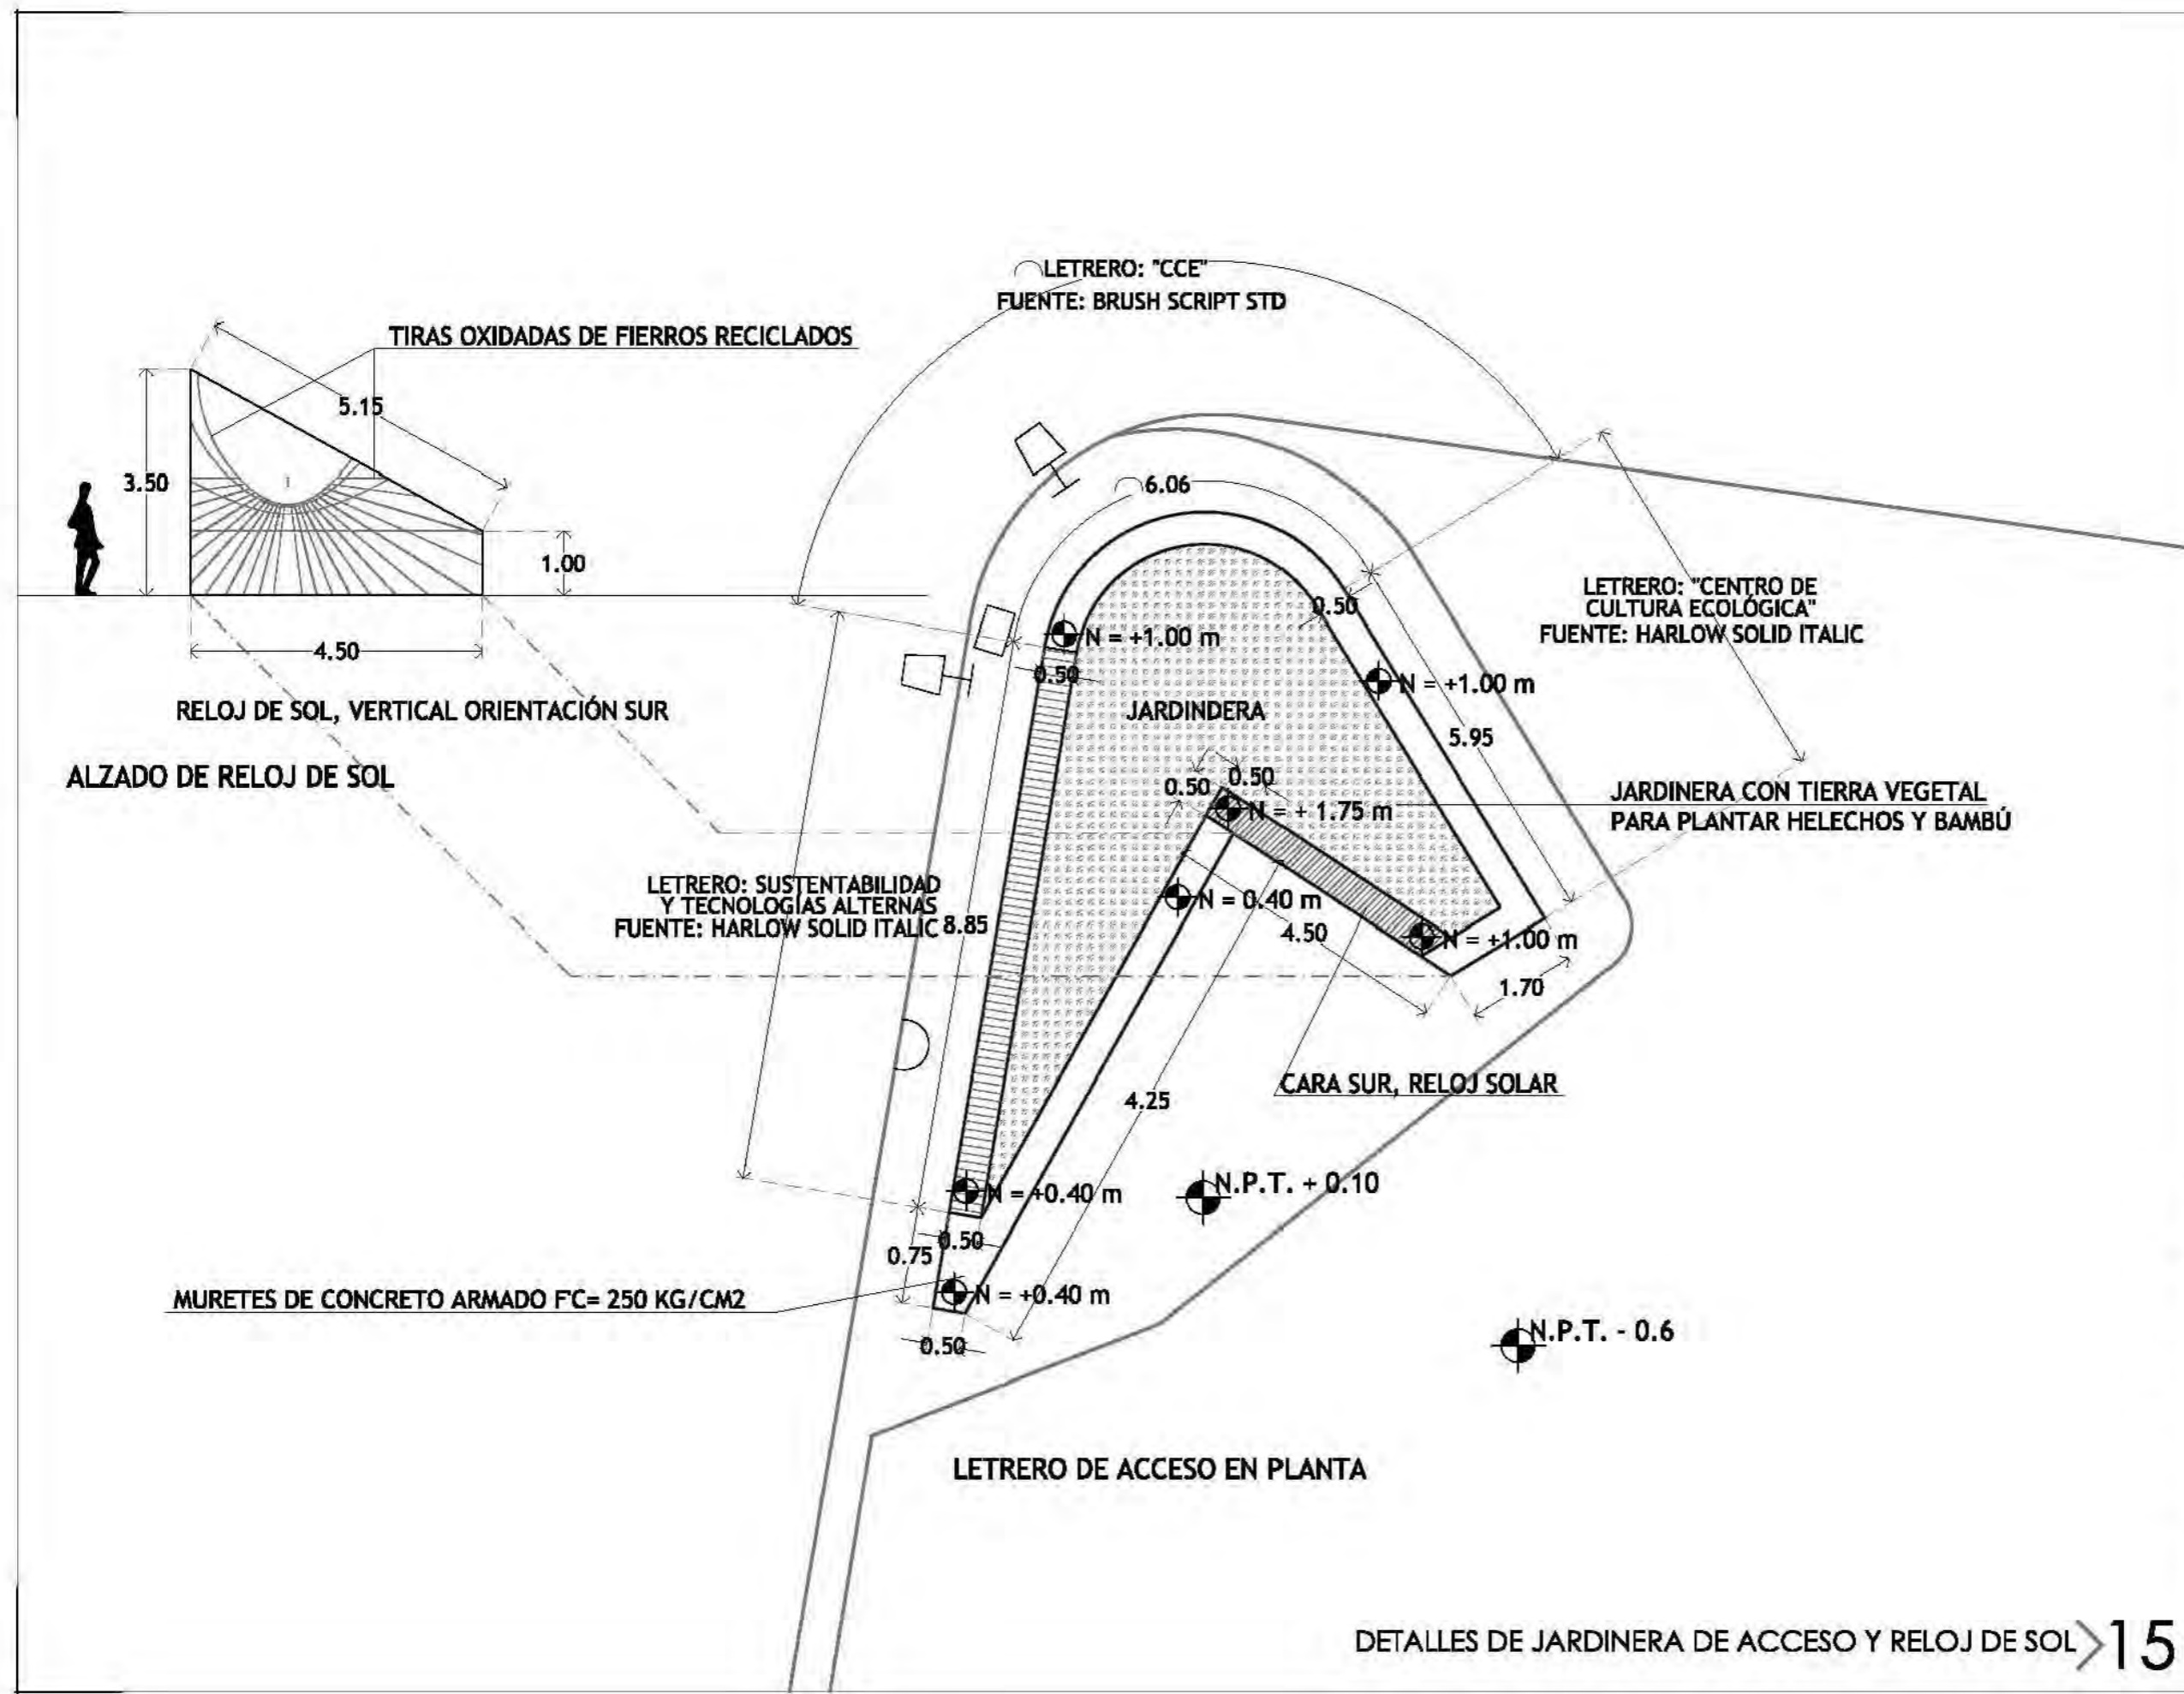 LETRERO: "CCE"
FUENTE: BRUSH SCRIPT STD
TIRAS OXIDADAS DE FIERROS RECICLADOS
5.15
3.50
1.00
4.50
RELOJ DE SOL, VERTICAL ORIENTACIÓN SUR
ALZADO DE RELOJ DE SOL
6.06
LETRERO: "CENTRO DE
CULTURA ECOLÓGICA"
FUENTE: HARLOW SOLID ITALIC
0.50
N = +1.00 m
0.50
N = +1.00 m
JARDINDERA
5.95
0.50
0.50
N = + 1.75 m
JARDINERA CON TIERRA VEGETAL
PARA PLANTAR HELECHOS Y BAMBÚ
LETRERO: SUSTENTABILIDAD
Y TECNOLOGÍAS ALTERNAS
FUENTE: HARLOW SOLID ITALIC
8.85
N = 0.40 m
4.50
N = +1.00 m
1.70
CARA SUR, RELOJ SOLAR
4.25
N.P.T. + 0.10
N = +0.40 m
0.50
0.75
MURETES DE CONCRETO ARMADO F'C= 250 KG/CM2
N = +0.40 m
0.50
N.P.T. - 0.6
LETRERO DE ACCESO EN PLANTA
DETALLES DE JARDINERA DE ACCESO Y RELOJ DE SOL 15